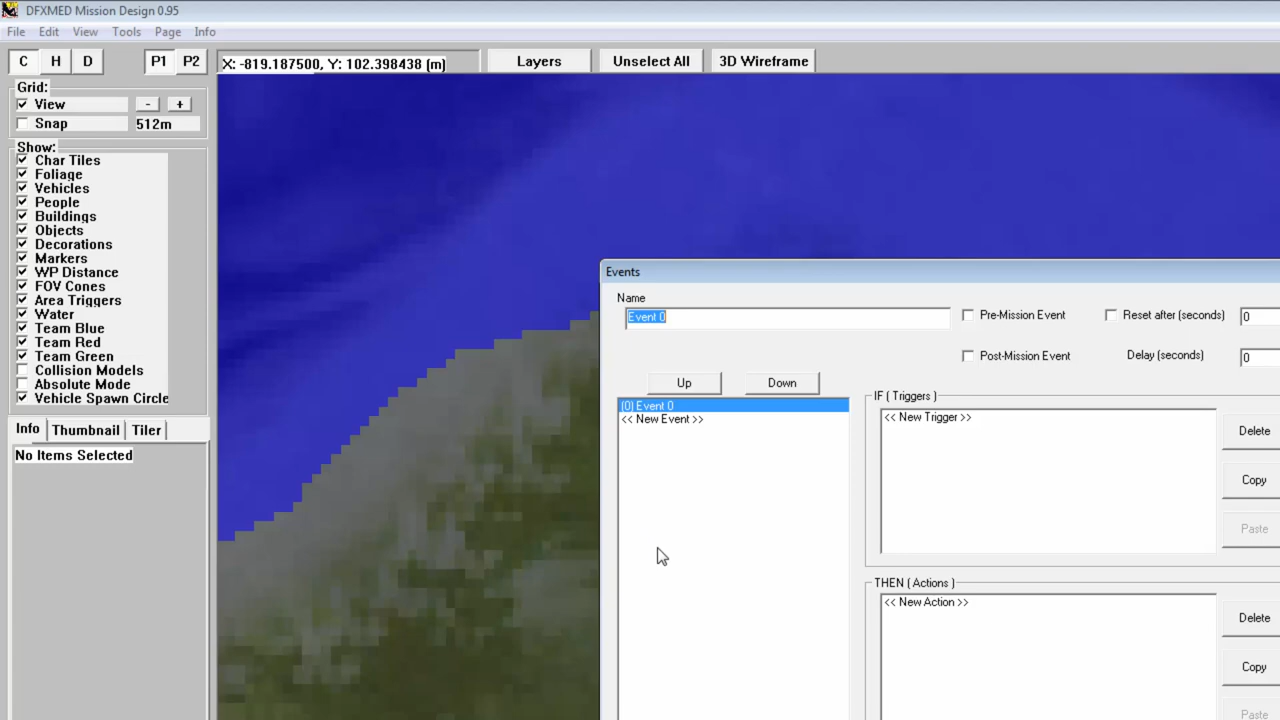 DFXMED Mission Design 0.95
File Edit View Tools Page Info
C H D P1 P2 X: -819.187500, Y: 102.398438 (m) Layers Unselect All 3D Wireframe
Grid:
View - +
Snap 512m
Show:
Char Tiles
Foliage
Vehicles
People
Buildings
Objects
Decorations
Markers
WP Distance
FOV Cones
Area Triggers
Water
Team Blue
Team Red
Team Green
Collision Models
Absolute Mode
Vehicle Spawn Circle
Info Thumbnail Tiler
No Items Selected
Events
Name
Event 0
Pre-Mission Event Reset after (seconds) 0
Post-Mission Event Delay (seconds) 0
Up Down
(0) Event 0
<< New Event >>
IF ( Triggers )
<< New Trigger >>
Delete
Copy
Paste
THEN ( Actions )
<< New Action >>
Delete
Copy
Paste